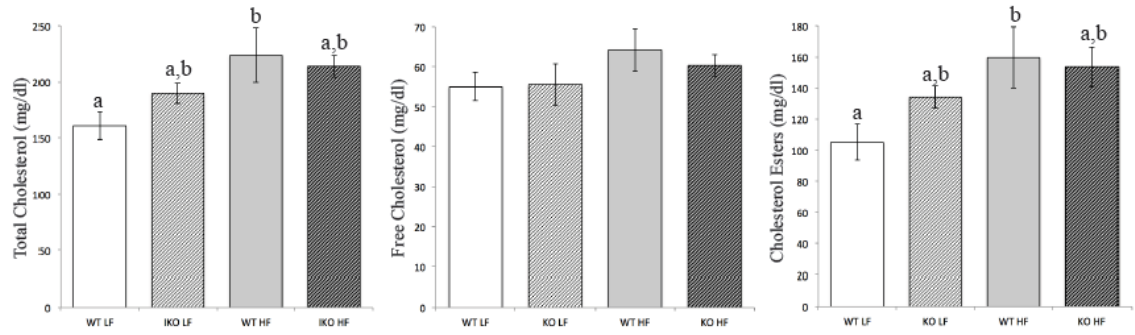 Total Cholesterol (mg/dl)
250
200
150
100
50
0
a
a,b
b
a,b
WT LF IKO LF WT HF IKO HF
Free Cholesterol (mg/dl)
70
60
50
40
30
20
10
0
WT LF KO LF WT HF KO HF
Cholesterol Esters (mg/dl)
180
160
140
120
100
80
60
40
20
0
a
a,b
b
a,b
WT LF KO LF WT HF KO HF